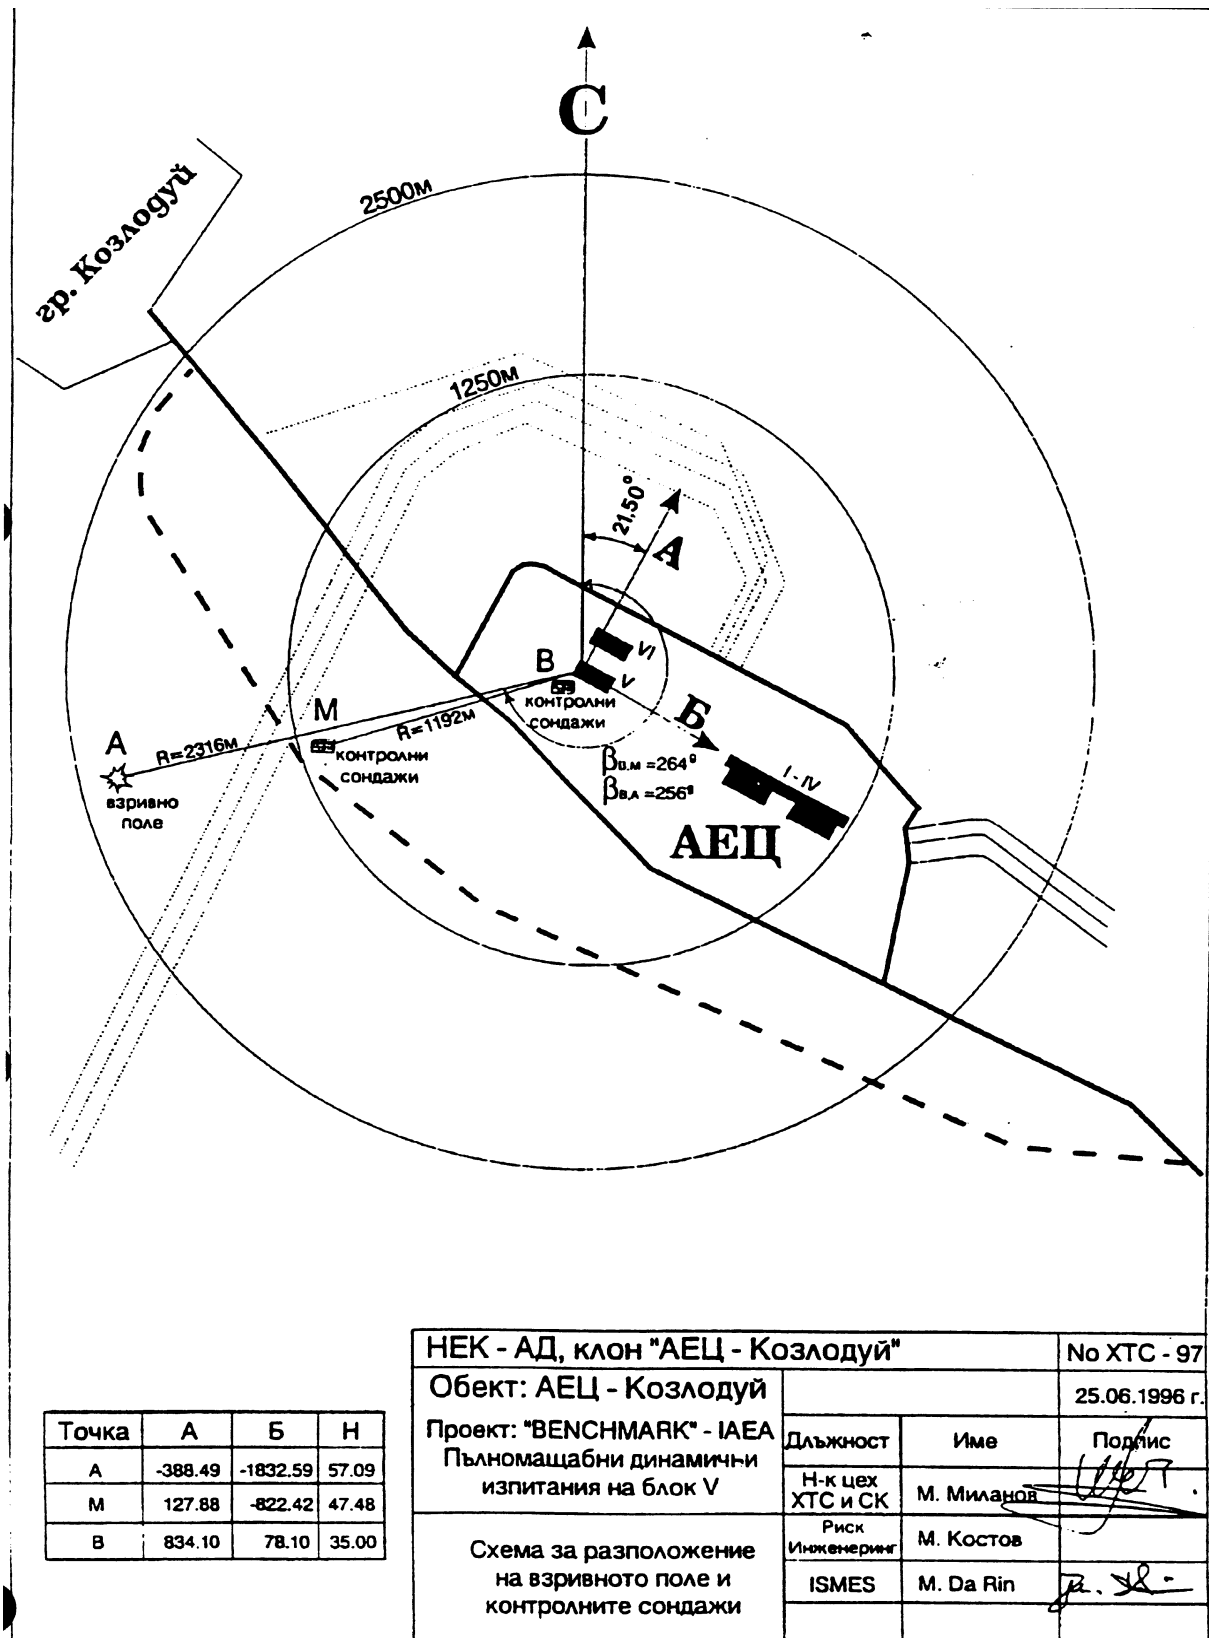 С
гр. Козлодуй
2500м
1250м
21,50°
А
VI
В
V
контролни
сондажи
Б
М
R=1192м
R=2316м
А
контролни
сондажи
взривно
поле
βВ,М =264°
βВ,А =256°
I - IV
АЕЦ
Точка А Б Н
А -388.49 -1832.59 57.09
М 127.88 -822.42 47.48
В 834.10 78.10 35.00
НЕК - АД, клон "АЕЦ - Козлодуй" No ХТС - 97
Обект: АЕЦ - Козлодуй 25.06.1996 г.
Проект: "BENCHMARK" - IAEA
Пълномащабни динамични
изпитания на блок V
Длъжност Име Подпис
Н-к цех
ХТС и СК М. Миланов
Риск
Инженеринг М. Костов
ISMES M. Da Rin
Схема за разположение
на взривното поле и
контролните сондажи